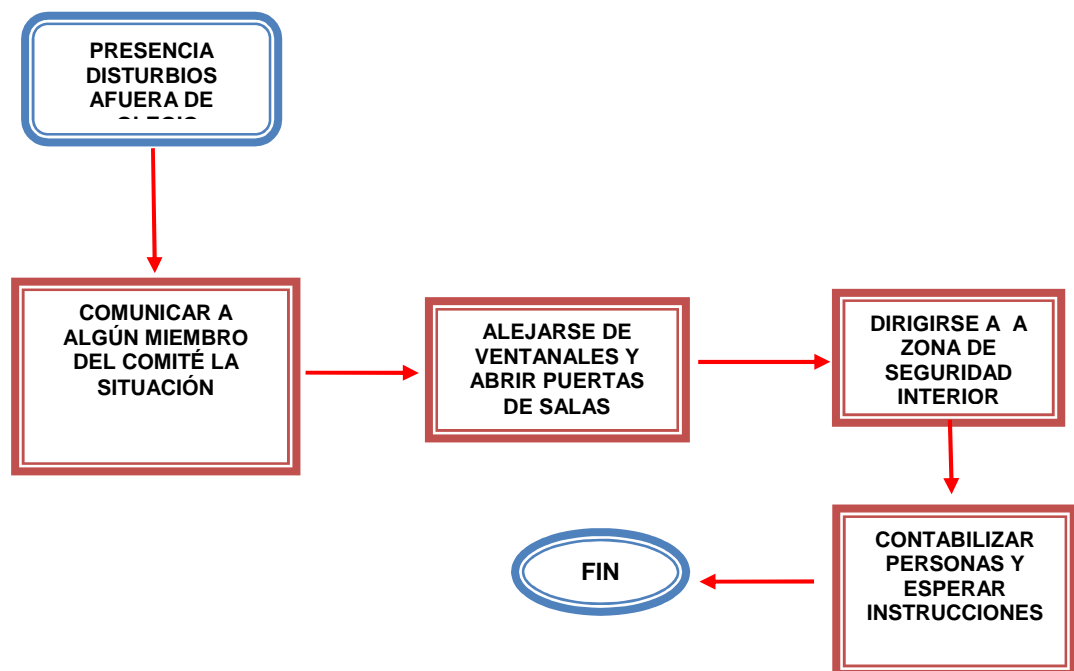 PRESENCIA
DISTURBIOS
AFUERA DE
COMUNICAR A
ALGÚN MIEMBRO
DEL COMITÉ LA
SITUACIÓN
ALEJARSE DE
VENTANALES Y
ABRIR PUERTAS
DE SALAS
DIRIGIRSE A  A
ZONA DE
SEGURIDAD
INTERIOR
CONTABILIZAR
PERSONAS Y
ESPERAR
INSTRUCCIONES
FIN